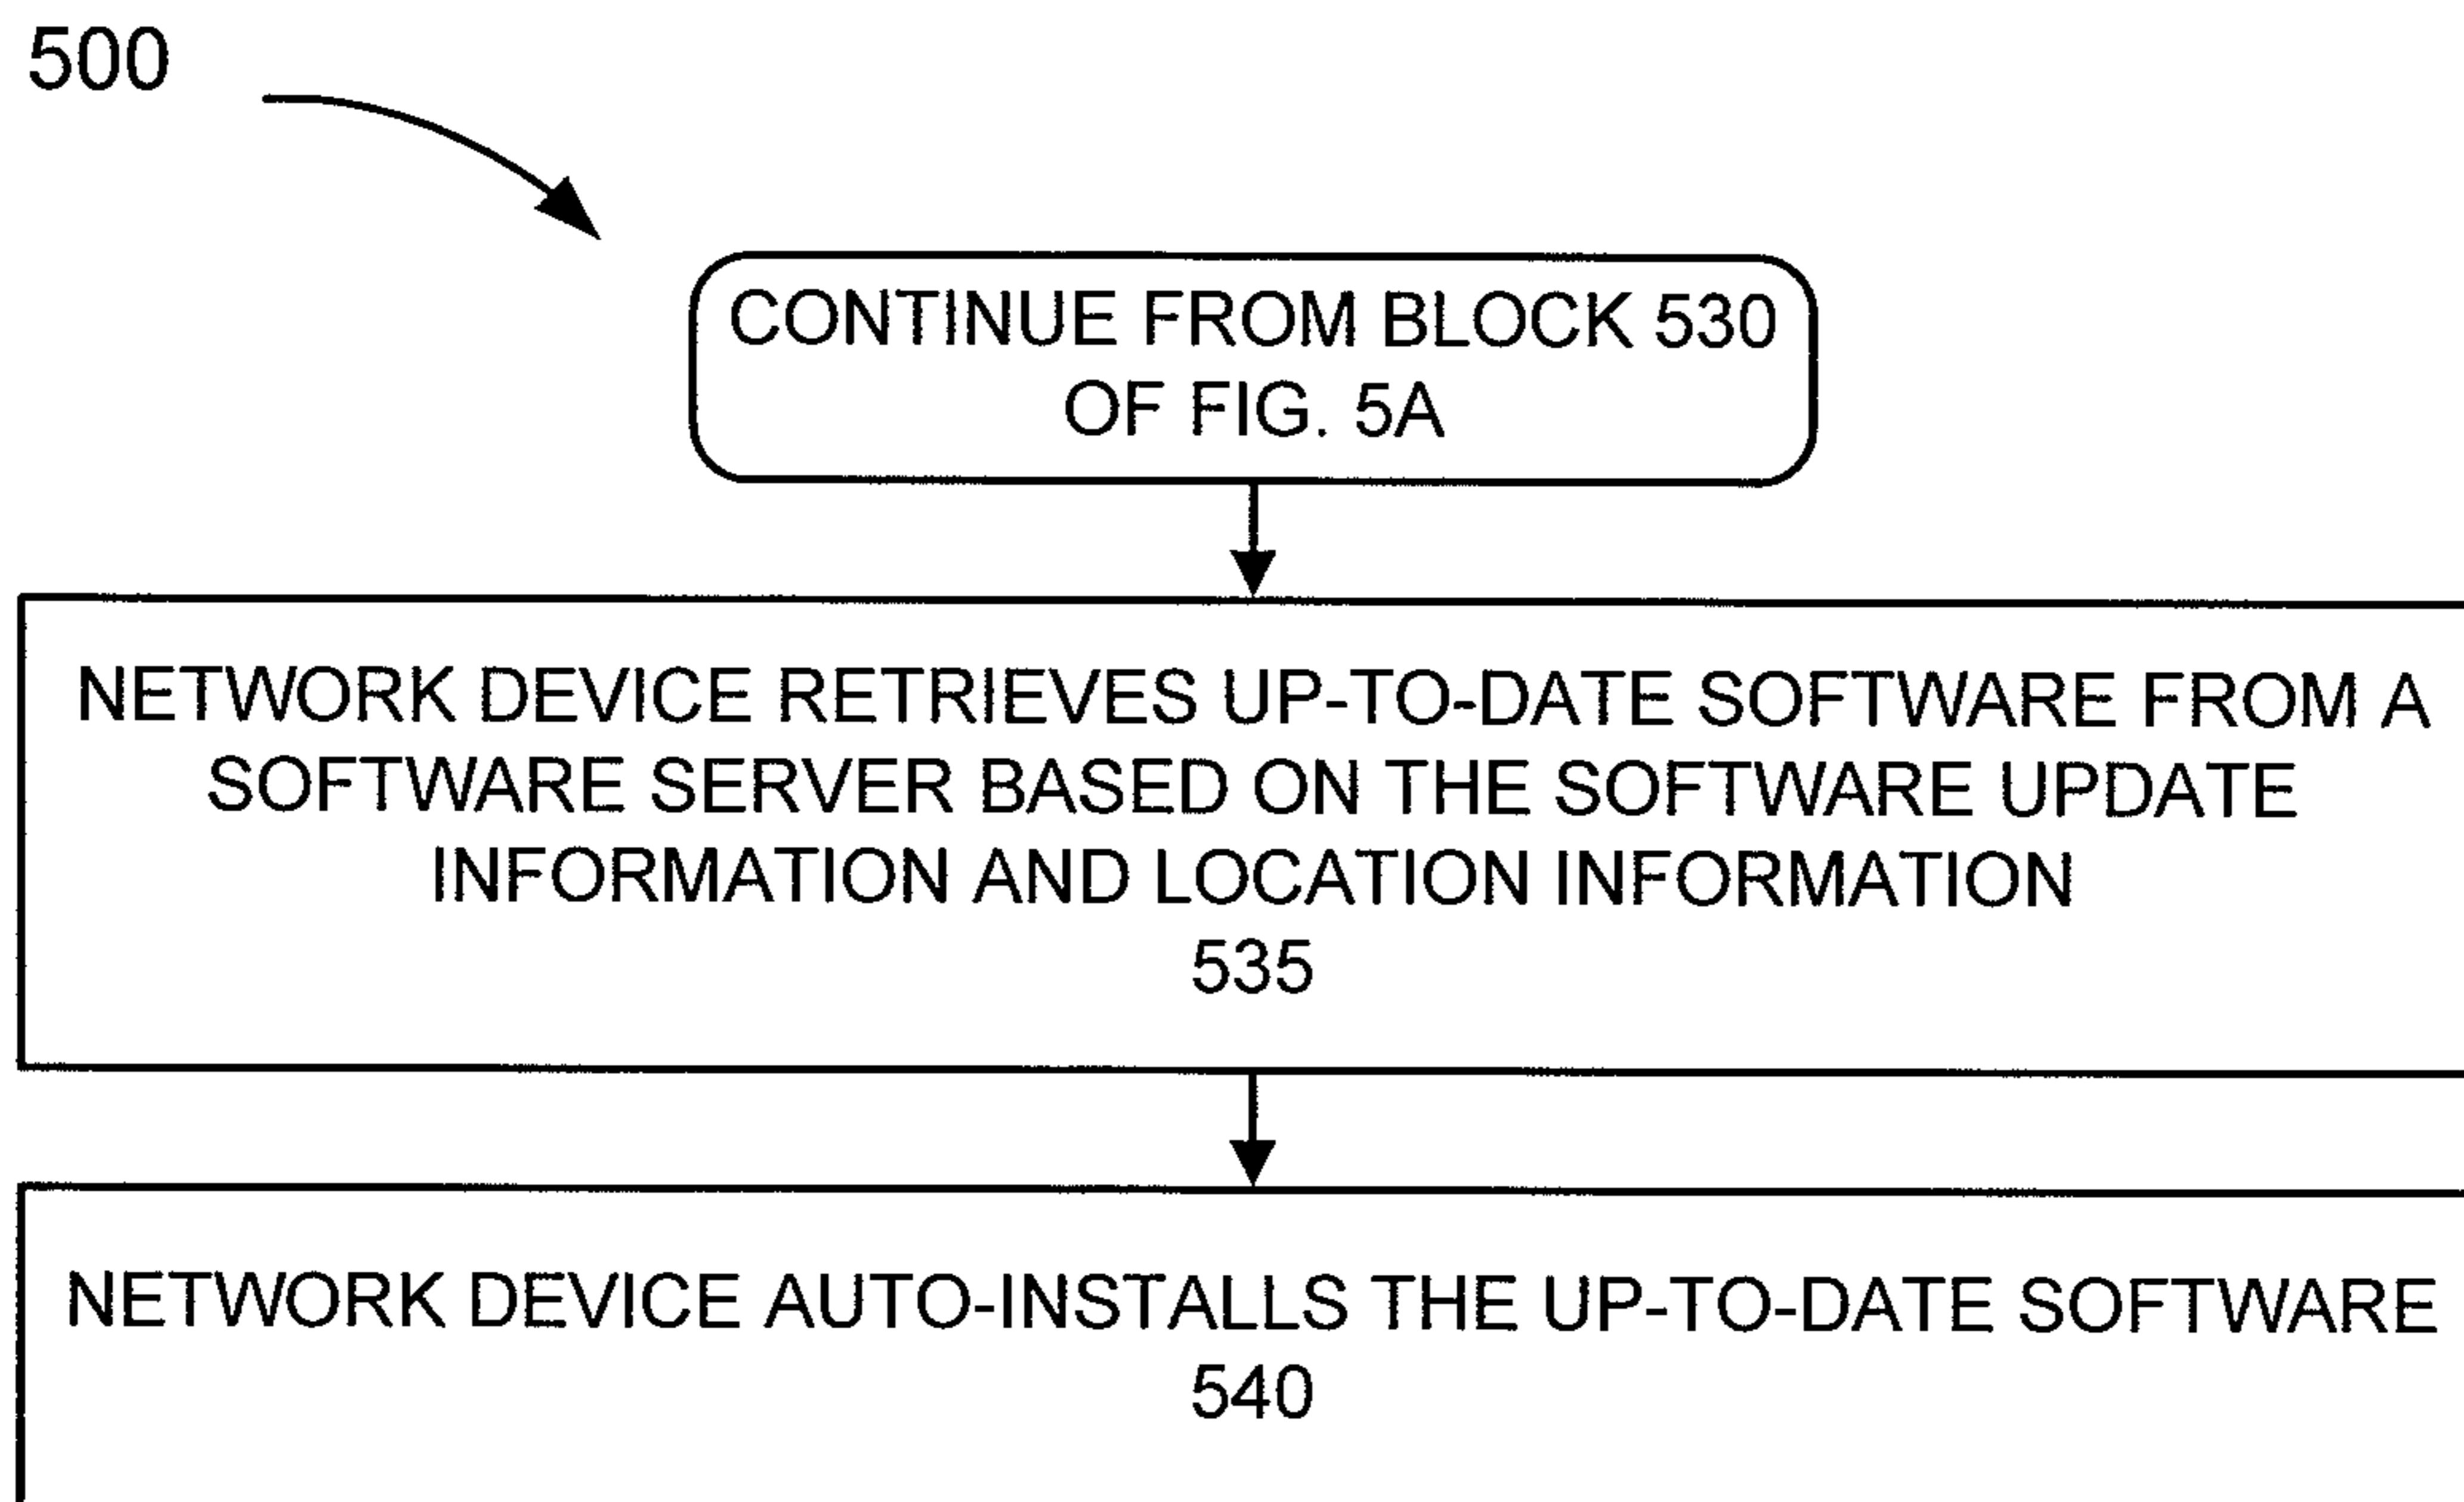 500
CONTINUE FROM BLOCK 530
OF FIG. 5A
NETWORK DEVICE RETRIEVES UP-TO-DATE SOFTWARE FROM A
SOFTWARE SERVER BASED ON THE SOFTWARE UPDATE
INFORMATION AND LOCATION INFORMATION
535
NETWORK DEVICE AUTO-INSTALLS THE UP-TO-DATE SOFTWARE
540